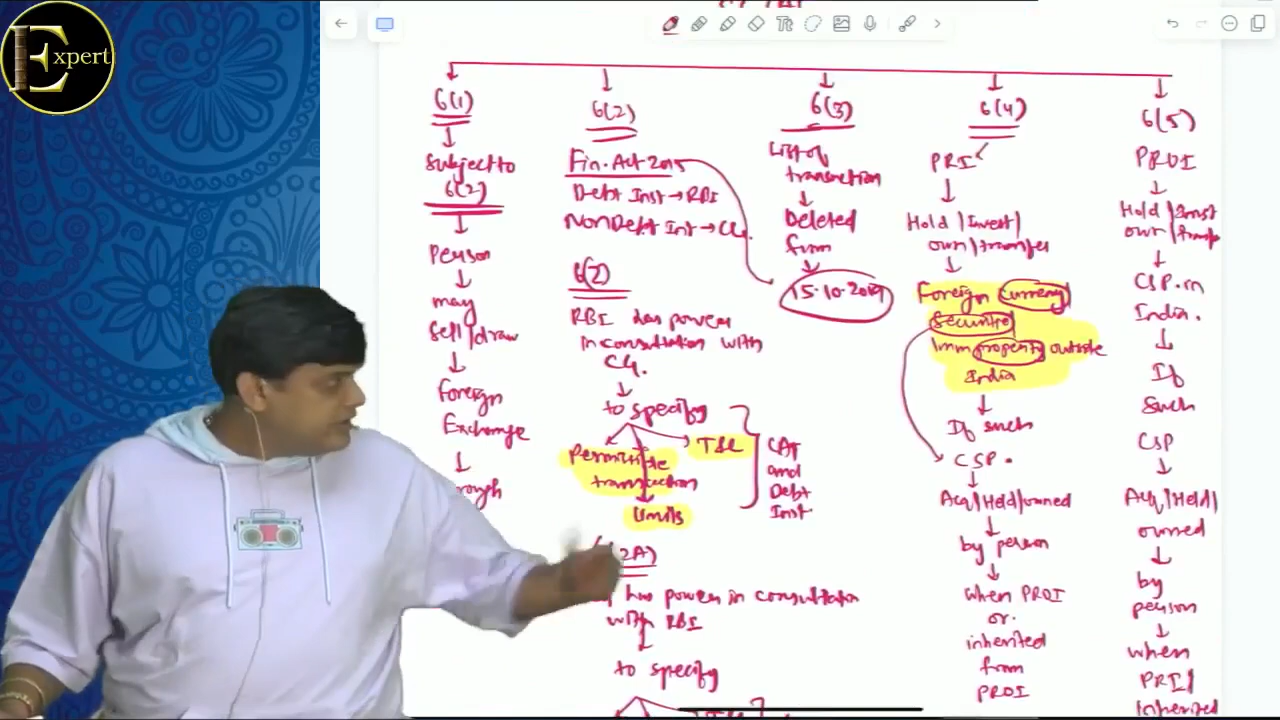 Expert
6(1)
Subject to
6(2)
Person
may
Sell/draw
Foreign
Exchange
6(2)
Fin. Act 2015
Debt Inst → RBI
NonDebt Int → CG.
6(2)
RBI has power
in consultation with
CG.
to specify
Permissible
transaction
Limits
T&C
CAT
and
Debt
Inst.
2A)
has power in consultation
with RBI
to specify
6(3)
List of
transaction
Deleted
from
15.10.2019
6(4)
PRI
Hold/Invest/
own/transfer
Foreign currency
Securities
Imm property outside
India
If such
CSP.
Acq/Held/owned
by person
when PROI
or.
inherited
from
PROI
6(5)
PROI
Hold/Inst
own/transf
CSP. in
India.
If
Such
CSP
Acq/Held/
owned
by
person
when
PRI/
Inherited